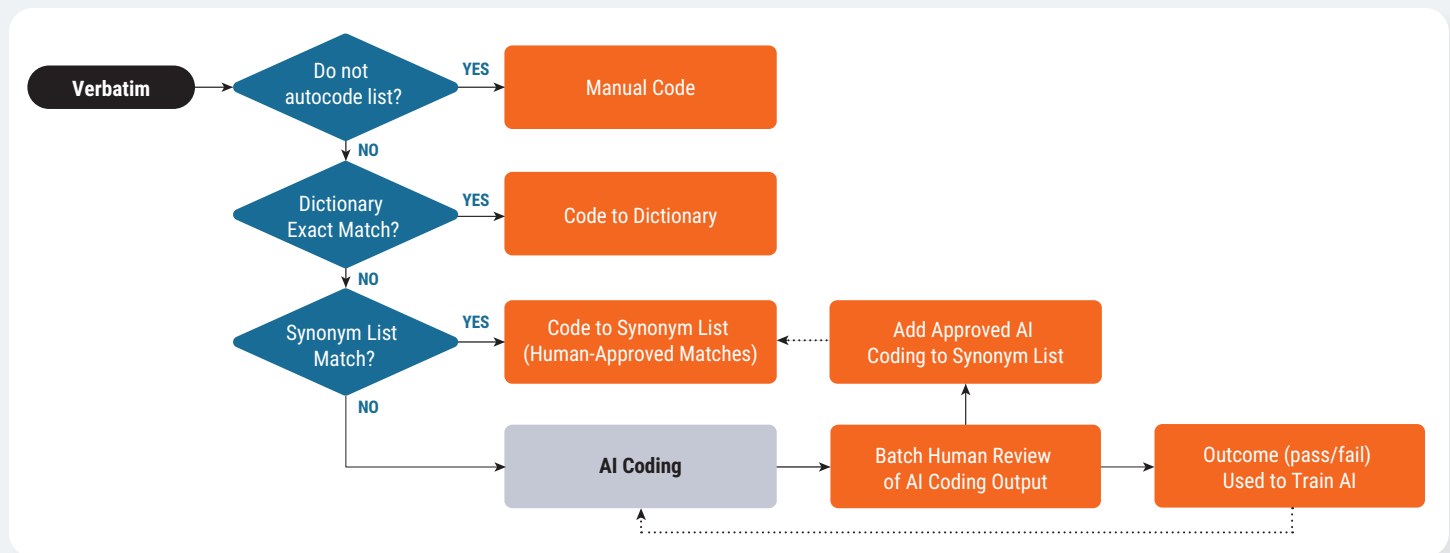 Verbatim
Do not
autocode list?
YES
Manual Code
NO
Dictionary
Exact Match?
YES
Code to Dictionary
NO
Synonym List
Match?
YES
Code to Synonym List
(Human-Approved Matches)
Add Approved AI
Coding to Synonym List
NO
AI Coding
Batch Human Review
of AI Coding Output
Outcome (pass/fail)
Used to Train AI